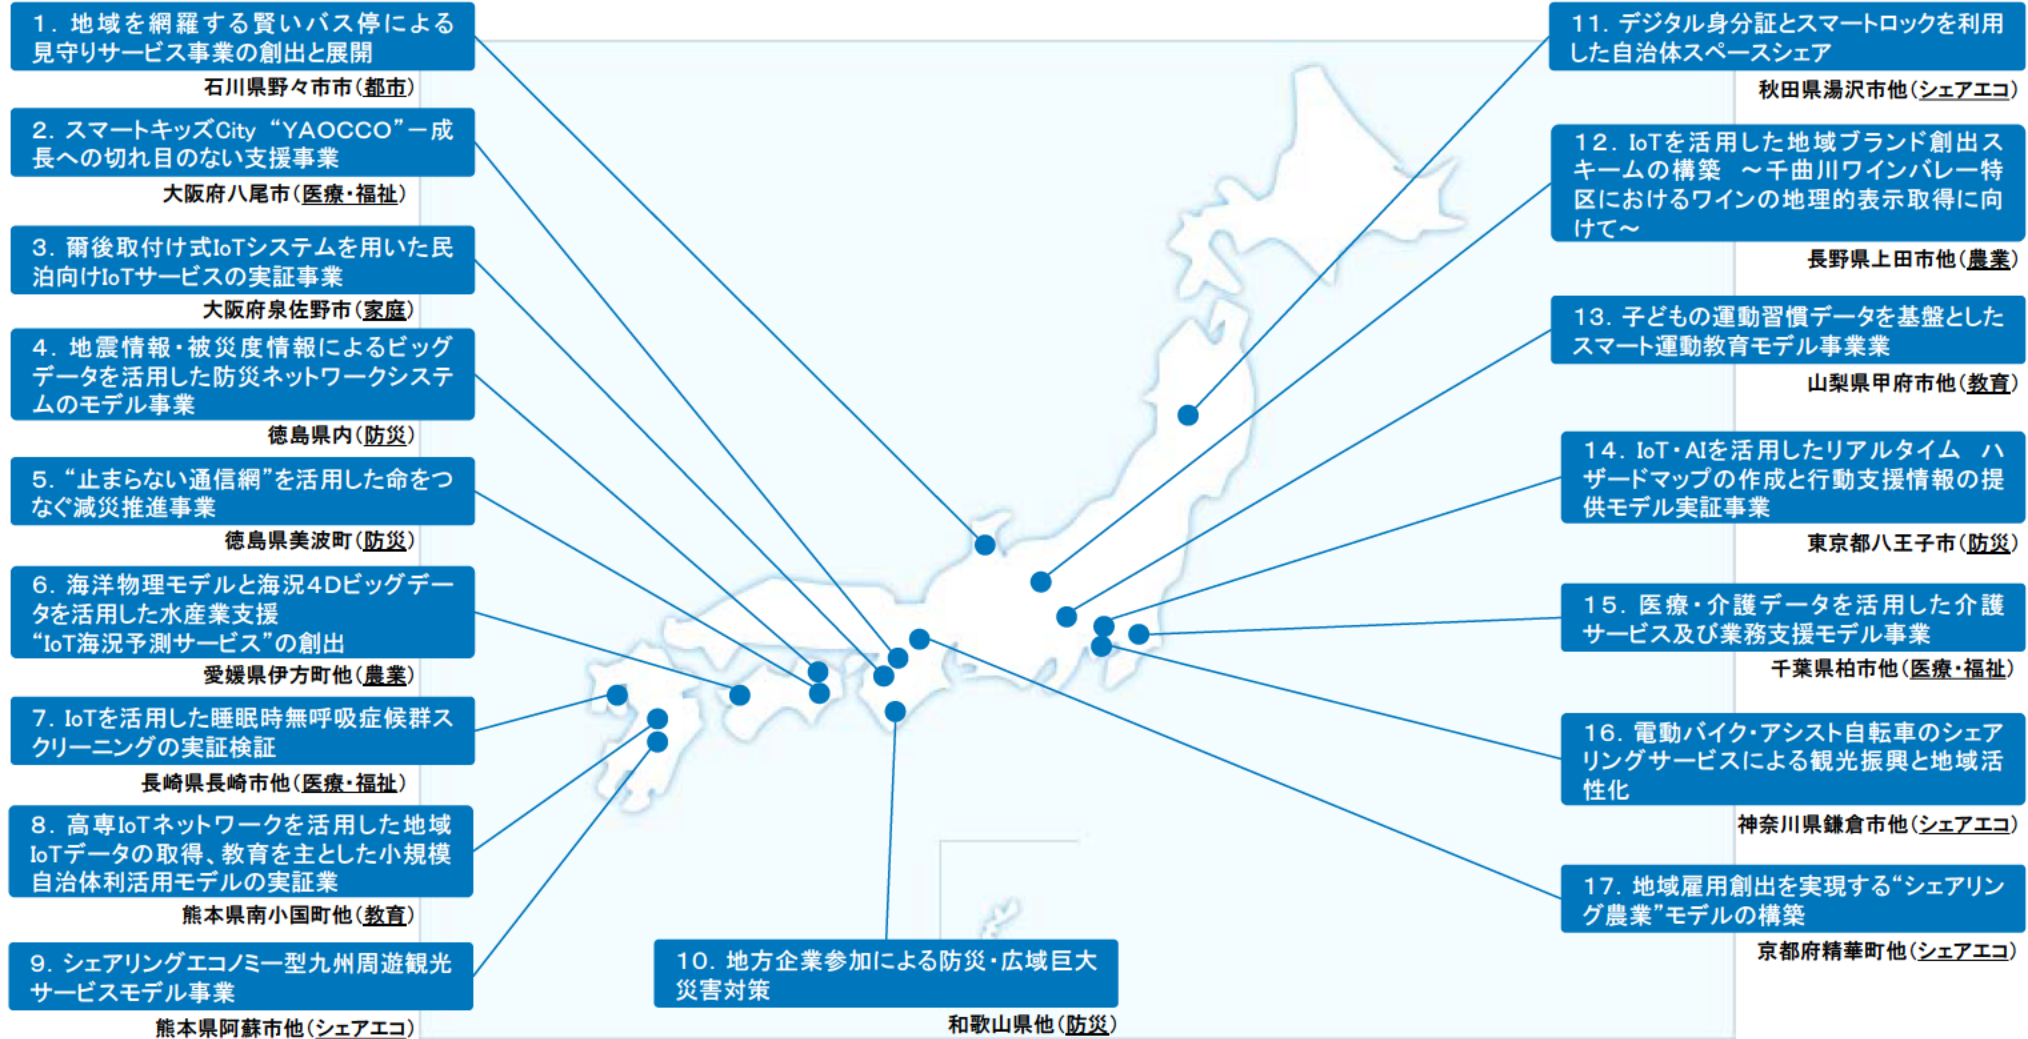 1. 地域を網羅する賢いバス停による
見守りサービス事業の創出と展開
石川県野々市市(都市)
2. スマートキッズCity “YAOCCO”－成
長への切れ目のない支援事業
大阪府八尾市(医療・福祉)
3. 爾後取付け式IoTシステムを用いた民
泊向けIoTサービスの実証事業
大阪府泉佐野市(家庭)
4. 地震情報・被災度情報によるビッグ
データを活用した防災ネットワークシステ
ムのモデル事業
徳島県内(防災)
5. “止まらない通信網”を活用した命をつ
なぐ減災推進事業
徳島県美波町(防災)
6. 海洋物理モデルと海況4Dビッグデー
タを活用した水産業支援
“IoT海況予測サービス”の創出
愛媛県伊方町他(農業)
7. IoTを活用した睡眠時無呼吸症候群ス
クリーニングの実証検証
長崎県長崎市他(医療・福祉)
8. 高専IoTネットワークを活用した地域
IoTデータの取得、教育を主とした小規模
自治体利活用モデルの実証業
熊本県南小国町他(教育)
9. シェアリングエコノミー型九州周遊観光
サービスモデル事業
熊本県阿蘇市他(シェアエコ)
10. 地方企業参加による防災・広域巨大
災害対策
和歌山県他(防災)
11. デジタル身分証とスマートロックを利用
した自治体スペースシェア
秋田県湯沢市他(シェアエコ)
12. IoTを活用した地域ブランド創出ス
キームの構築　～千曲川ワインバレー特
区におけるワインの地理的表示取得に向
けて～
長野県上田市他(農業)
13. 子どもの運動習慣データを基盤とした
スマート運動教育モデル事業業
山梨県甲府市他(教育)
14. IoT・AIを活用したリアルタイム　ハ
ザードマップの作成と行動支援情報の提
供モデル実証事業
東京都八王子市(防災)
15. 医療・介護データを活用した介護
サービス及び業務支援モデル事業
千葉県柏市他(医療・福祉)
16. 電動バイク・アシスト自転車のシェア
リングサービスによる観光振興と地域活
性化
神奈川県鎌倉市他(シェアエコ)
17. 地域雇用創出を実現する“シェアリン
グ農業”モデルの構築
京都府精華町他(シェアエコ)